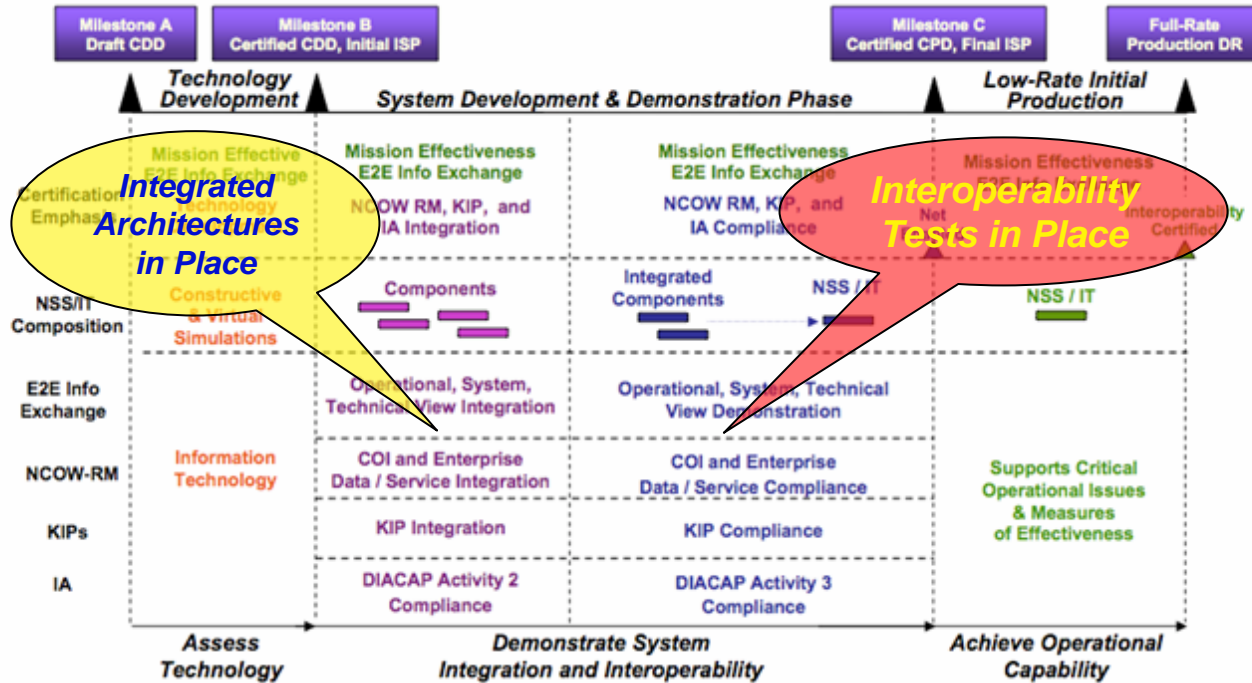 Milestone A
Draft CDD
Milestone B
Certified CDD, Initial ISP
Milestone C
Certified CPD, Final ISP
Full-Rate
Production DR
Technology
Development
System Development & Demonstration Phase
Low-Rate Initial
Production
Certification
Emphasis
Mission Effective
E2E Info Exchange
Technology
Mission Effectiveness
E2E Info Exchange
NCOW RM, KIP, and
IA Integration
Mission Effectiveness
E2E Info Exchange
NCOW RM, KIP, and
IA Compliance
Mission Effectiveness
E2E Info Exchange
Net
Interoperability
Certified
Integrated
Architectures
in Place
Interoperability
Tests in Place
NSS/IT
Composition
Constructive
& Virtual
Simulations
Components
Integrated
Components
NSS / IT
NSS / IT
E2E Info
Exchange
Operational, System,
Technical View Integration
Operational, System, Technical
View Demonstration
NCOW-RM
Information
Technology
COI and Enterprise
Data / Service Integration
COI and Enterprise
Data / Service Compliance
Supports Critical
Operational Issues
& Measures
of Effectiveness
KIPs
KIP Integration
KIP Compliance
IA
DIACAP Activity 2
Compliance
DIACAP Activity 3
Compliance
Assess
Technology
Demonstrate System
Integration and Interoperability
Achieve Operational
Capability